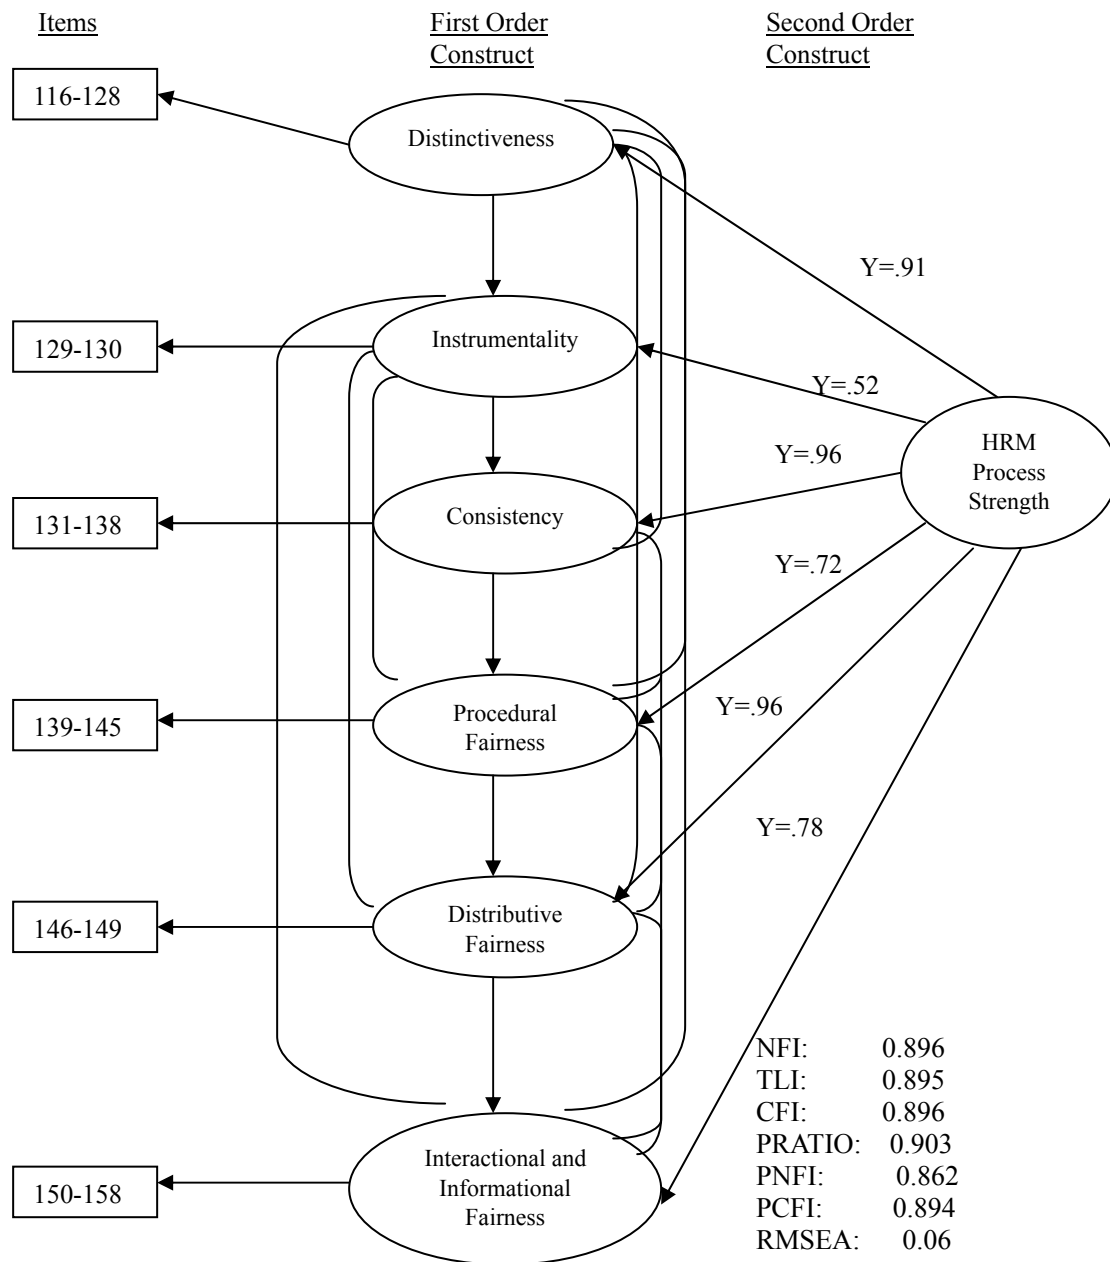 Items
First Order
Construct
Second Order
Construct
116-128
Distinctiveness
Y=.91
129-130
Instrumentality
Y=.52
HRM
Process
Strength
Y=.96
131-138
Consistency
Y=.72
139-145
Procedural
Fairness
Y=.96
Y=.78
146-149
Distributive
Fairness
150-158
Interactional and
Informational
Fairness
NFI: 0.896
TLI: 0.895
CFI: 0.896
PRATIO: 0.903
PNFI: 0.862
PCFI: 0.894
RMSEA: 0.06